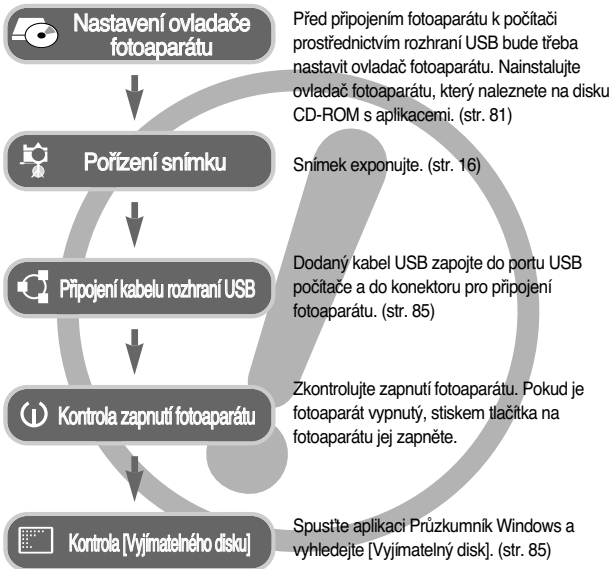 Nastavení ovladače
fotoaparátu
Před připojením fotoaparátu k počítači
prostřednictvím rozhraní USB bude třeba
nastavit ovladač fotoaparátu. Nainstalujte
ovladač fotoaparátu, který naleznete na disku
CD-ROM s aplikacemi. (str. 81)
Pořízení snímku
Snímek exponujte. (str. 16)
Připojení kabelu rozhraní USB
Dodaný kabel USB zapojte do portu USB
počítače a do konektoru pro připojení
fotoaparátu. (str. 85)
Kontrola zapnutí fotoaparátu
Zkontrolujte zapnutí fotoaparátu. Pokud je
fotoaparát vypnutý, stiskem tlačítka na
fotoaparátu jej zapněte.
Kontrola [Vyjímatelného disku]
Spusťte aplikaci Průzkumník Windows a
vyhledejte [Vyjímatelný disk]. (str. 85)